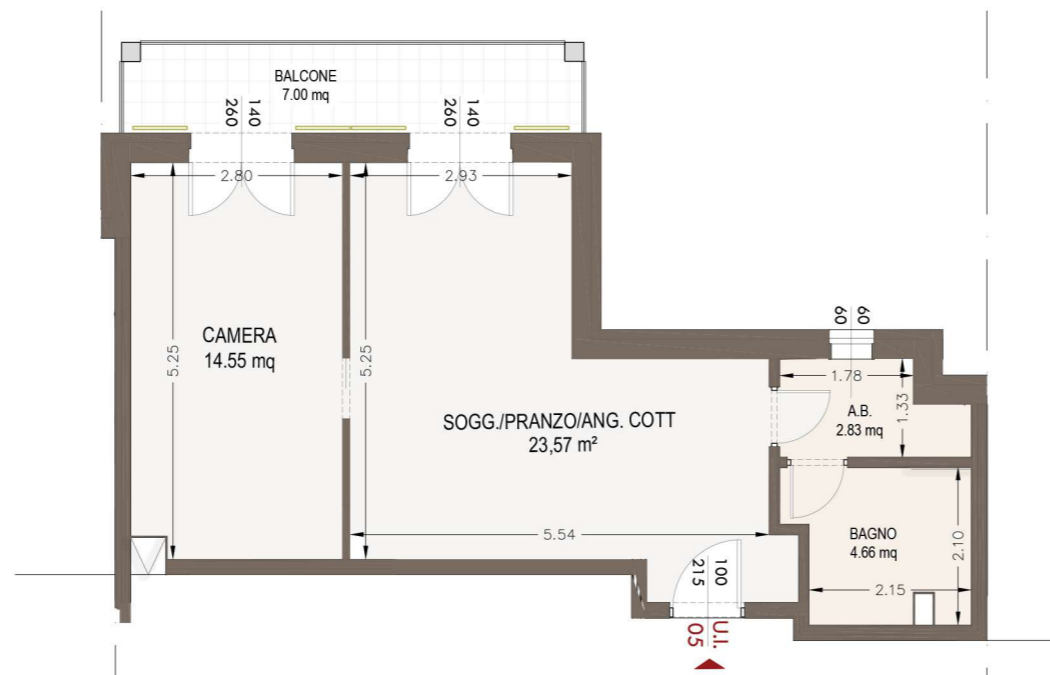 BALCONE
7.00 mq
140
260
140
260
2.80
2.93
60
60
CAMERA
14.55 mq
5.25
5.25
1.78
A.B.
2.83 mq
1.33
SOGG./PRANZO/ANG. COTT
23,57 m²
5.54
BAGNO
4.66 mq
2.10
2.15
100
215
U.I.
05